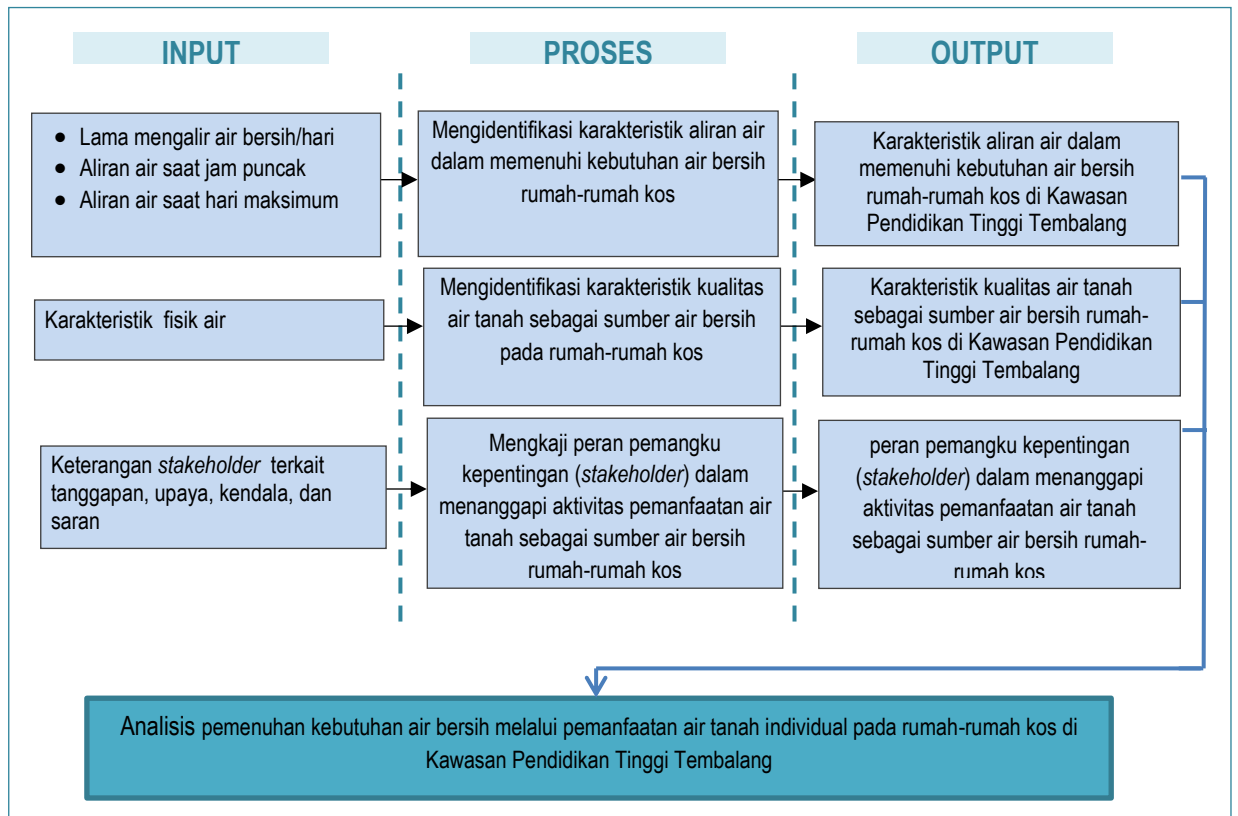 INPUT
PROSES
OUTPUT
• Lama mengalir air bersih/hari
• Aliran air saat jam puncak
• Aliran air saat hari maksimum
Mengidentifikasi karakteristik aliran air
dalam memenuhi kebutuhan air bersih
rumah-rumah kos
Karakteristik aliran air dalam
memenuhi kebutuhan air bersih
rumah-rumah kos di Kawasan
Pendidikan Tinggi Tembalang
Karakteristik fisik air
Mengidentifikasi karakteristik kualitas
air tanah sebagai sumber air bersih
pada rumah-rumah kos
Karakteristik kualitas air tanah
sebagai sumber air bersih rumah-
rumah kos di Kawasan Pendidikan
Tinggi Tembalang
Keterangan stakeholder terkait
tanggapan, upaya, kendala, dan
saran
Mengkaji peran pemangku
kepentingan (stakeholder) dalam
menanggapi aktivitas pemanfaatan air
tanah sebagai sumber air bersih
rumah-rumah kos
peran pemangku kepentingan
(stakeholder) dalam menanggapi
aktivitas pemanfaatan air tanah
sebagai sumber air bersih rumah-
rumah kos
Analisis pemenuhan kebutuhan air bersih melalui pemanfaatan air tanah individual pada rumah-rumah kos di
Kawasan Pendidikan Tinggi Tembalang